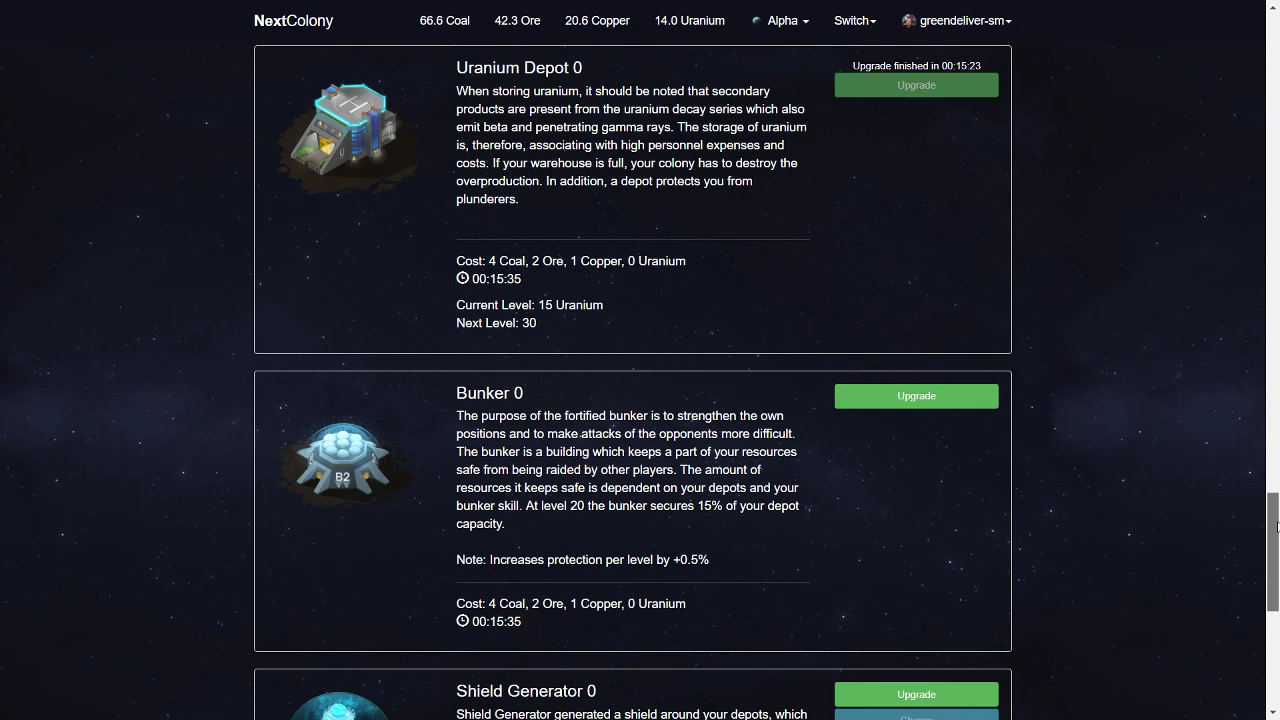 NextColony
66.6 Coal 42.3 Ore 20.6 Copper 14.0 Uranium Alpha Switch greendeliver-sm
Uranium Depot 0
Upgrade finished in 00:15:23
Upgrade
When storing uranium, it should be noted that secondary
products are present from the uranium decay series which also
emit beta and penetrating gamma rays. The storage of uranium
is, therefore, associating with high personnel expenses and
costs. If your warehouse is full, your colony has to destroy the
overproduction. In addition, a depot protects you from
plunderers.
Cost: 4 Coal, 2 Ore, 1 Copper, 0 Uranium
00:15:35
Current Level: 15 Uranium
Next Level: 30
Bunker 0
Upgrade
The purpose of the fortified bunker is to strengthen the own
positions and to make attacks of the opponents more difficult.
The bunker is a building which keeps a part of your resources
safe from being raided by other players. The amount of
resources it keeps safe is dependent on your depots and your
bunker skill. At level 20 the bunker secures 15% of your depot
capacity.
Note: Increases protection per level by +0.5%
Cost: 4 Coal, 2 Ore, 1 Copper, 0 Uranium
00:15:35
B2
Shield Generator 0
Upgrade
Shield Generator generated a shield around your depots, which